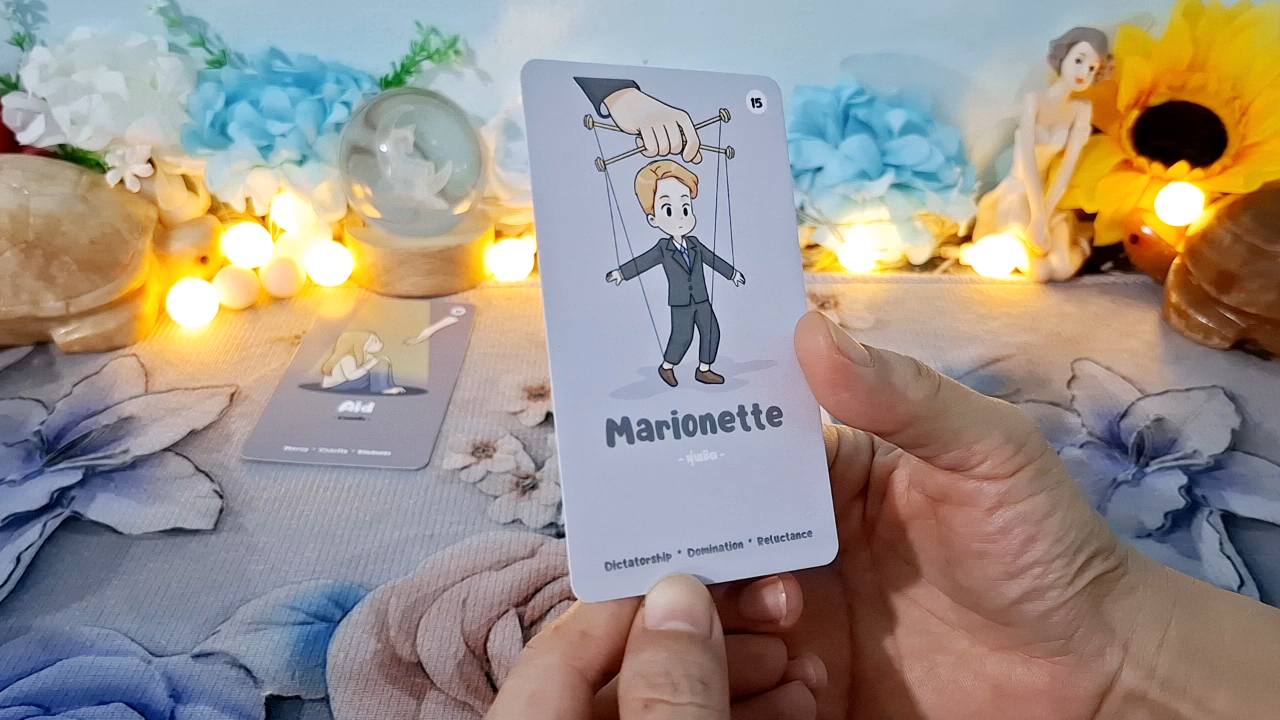 15
Marionette
- หุ่นเชิด -
Dictatorship * Domination * Reluctance
Aid